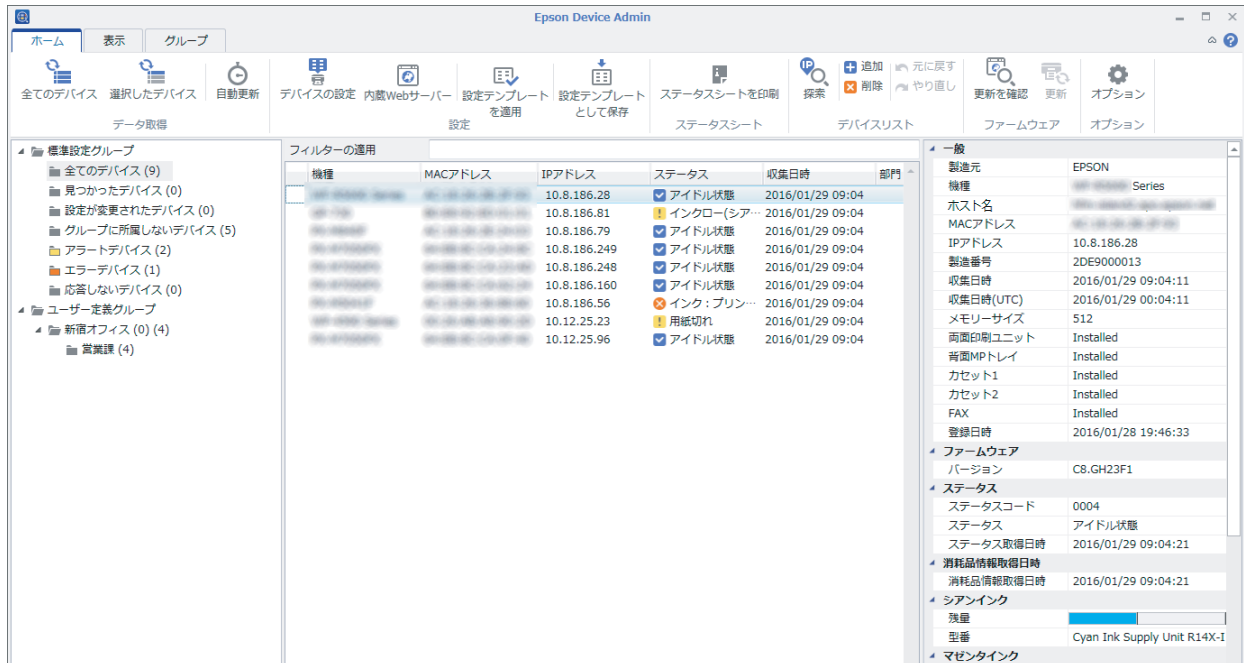 Epson Device Admin
ホーム 表示 グループ
全てのデバイス 選択したデバイス 自動更新 デバイスの設定 内蔵Webサーバー 設定テンプレートを適用 設定テンプレートとして保存 ステータスシートを印刷 IP 探索 追加 削除 元に戻す やり直し 更新を確認 更新 オプション
データ取得 設定 ステータスシート デバイスリスト ファームウェア オプション
標準設定グループ
全てのデバイス (9)
見つかったデバイス (0)
設定が変更されたデバイス (0)
グループに所属しないデバイス (5)
アラートデバイス (2)
エラーデバイス (1)
応答しないデバイス (0)
ユーザー定義グループ
新宿オフィス (0) (4)
営業課 (4)
フィルターの適用
機種 MACアドレス IPアドレス ステータス 収集日時 部門
10.8.186.28 アイドル状態 2016/01/29 09:04
10.8.186.81 インクロー(シア… 2016/01/29 09:04
10.8.186.79 アイドル状態 2016/01/29 09:04
10.8.186.249 アイドル状態 2016/01/29 09:04
10.8.186.248 アイドル状態 2016/01/29 09:04
10.8.186.160 アイドル状態 2016/01/29 09:04
10.8.186.56 インク：プリン… 2016/01/29 09:04
10.12.25.23 用紙切れ 2016/01/29 09:04
10.12.25.96 アイドル状態 2016/01/29 09:04
一般
製造元 EPSON
機種 Series
ホスト名
MACアドレス
IPアドレス 10.8.186.28
製造番号 2DE9000013
収集日時 2016/01/29 09:04:11
収集日時(UTC) 2016/01/29 00:04:11
メモリーサイズ 512
両面印刷ユニット Installed
背面MPトレイ Installed
カセット1 Installed
カセット2 Installed
FAX Installed
登録日時 2016/01/28 19:46:33
ファームウェア
バージョン C8.GH23F1
ステータス
ステータスコード 0004
ステータス アイドル状態
ステータス取得日時 2016/01/29 09:04:21
消耗品情報取得日時
消耗品情報取得日時 2016/01/29 09:04:21
シアンインク
残量
型番 Cyan Ink Supply Unit R14X-I
マゼンタインク